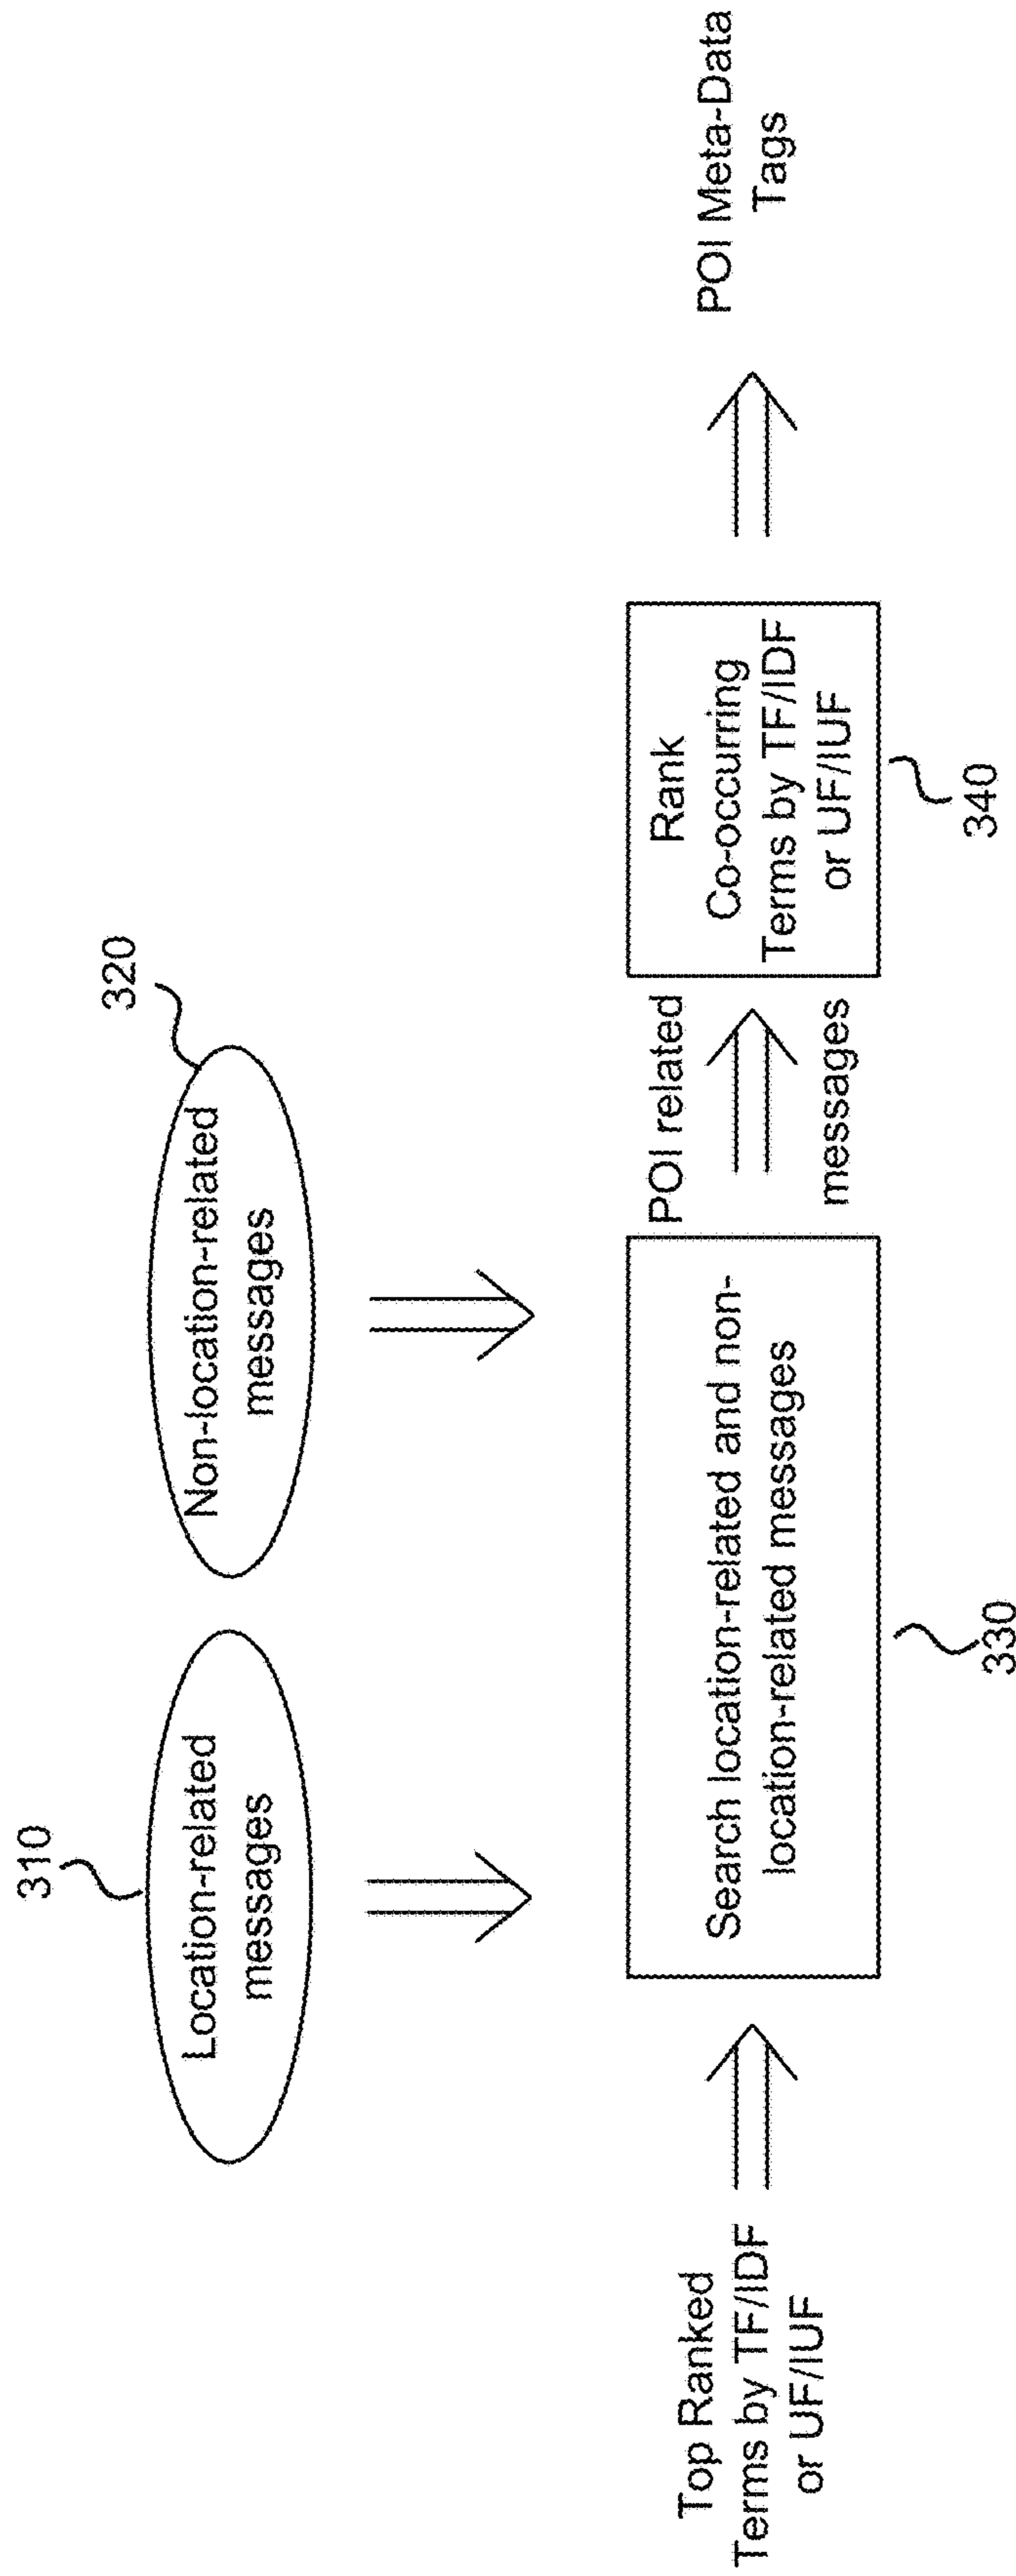 310
320
Location-related
messages
Non-location-related
messages
Top Ranked
Terms by TF/IDF
or UF/IUF
Search location-related and non-
location-related messages
330
POI related
messages
Rank
Co-occurring
Terms by TF/IDF
or UF/IUF
340
POI Meta-Data
Tags